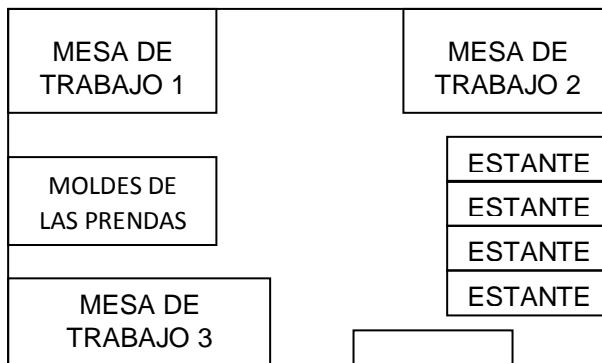 MESA DE
TRABAJO 1
MESA DE
TRABAJO 2
MOLDES DE
LAS PRENDAS
ESTANTE
ESTANTE
ESTANTE
ESTANTE
MESA DE
TRABAJO 3